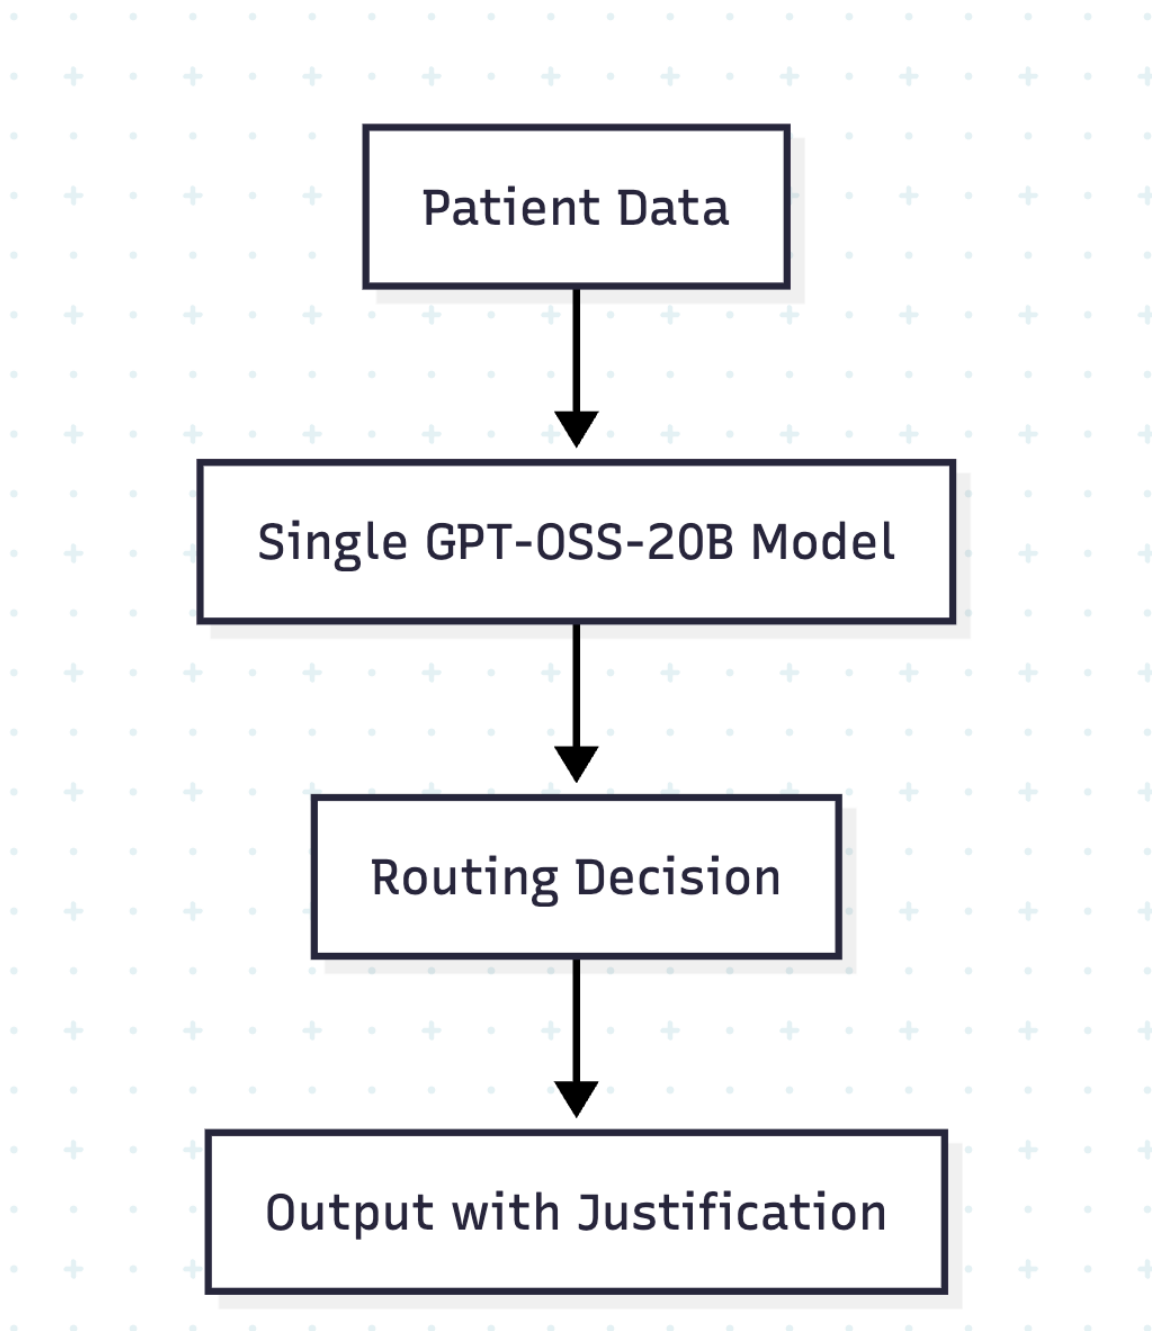 Patient Data
Single GPT-OSS-20B Model
Routing Decision
Output with Justification